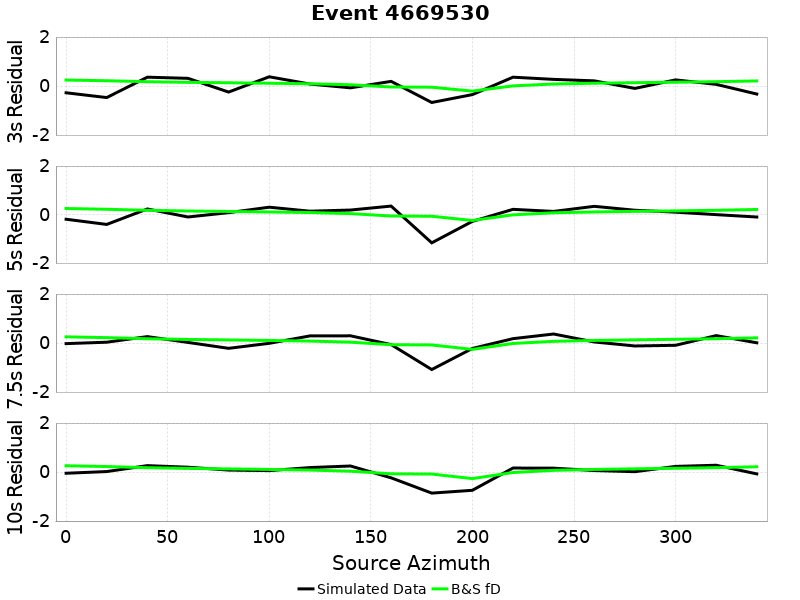 Event 4669530
3s Residual
2
0
-2
5s Residual
2
0
-2
7.5s Residual
2
0
-2
10s Residual
2
0
-2
0 50 100 150 200 250 300
Source Azimuth
Simulated Data B&S fD